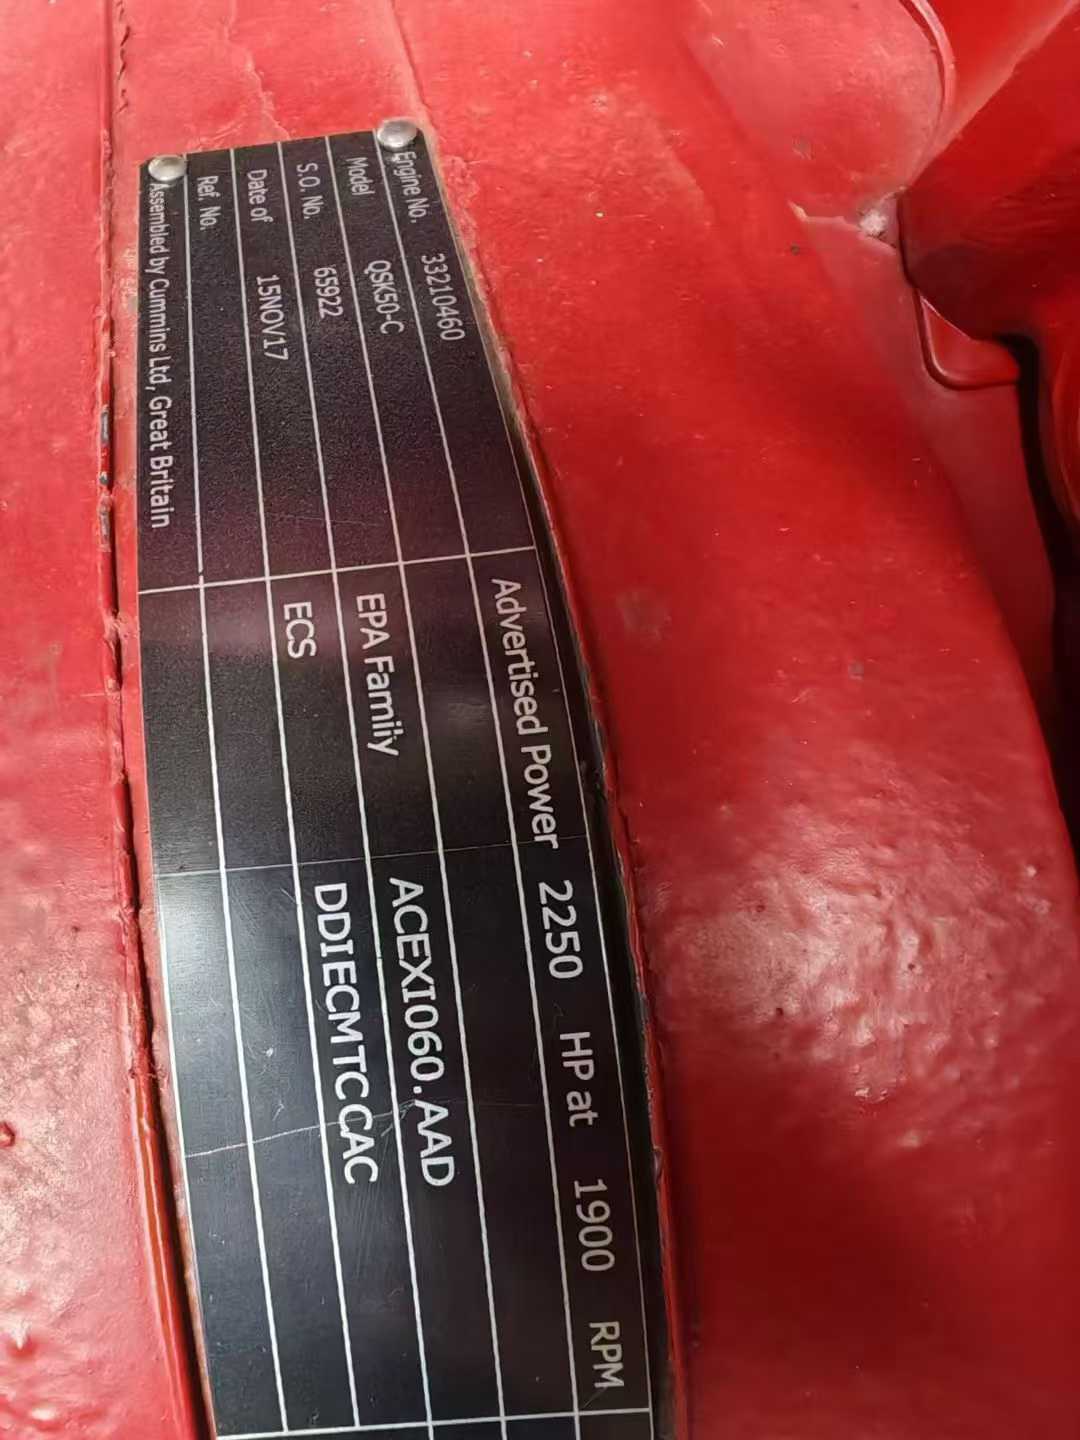 Engine No. 33210460 Advertised Power 2250 HP at 1900 RPM
Model QSK50-C
S.O. No. 65922 EPA Famiiy ACEXI060.AAD
Date of 15NOV17 ECS DDIECMTCCAC
Ref. No.
Assembled by Cummins Ltd, Great Britain